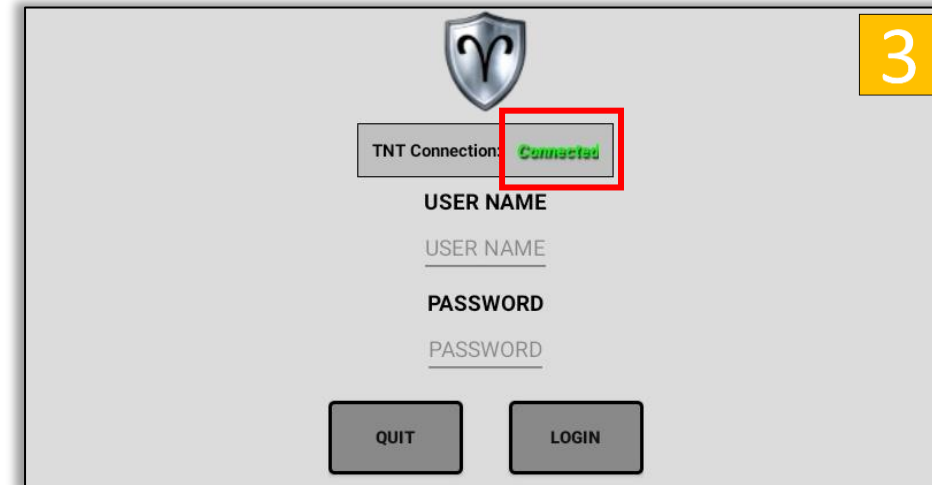 3
TNT Connection: Connected
USER NAME
USER NAME
PASSWORD
PASSWORD
QUIT LOGIN